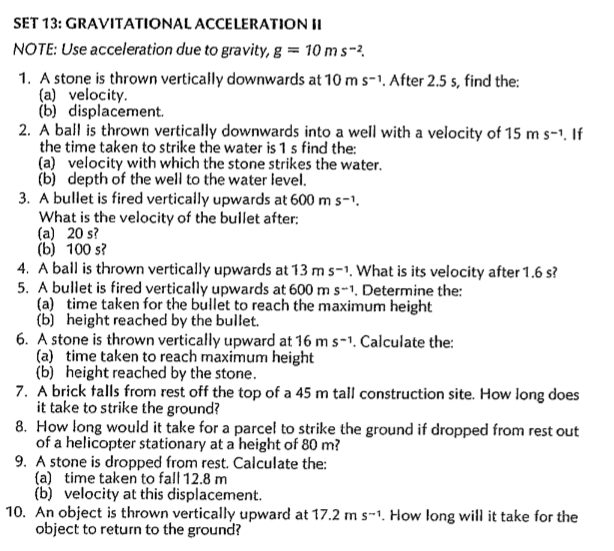 SET 13: GRAVITATIONAL ACCELERATION II
NOTE: Use acceleration due to gravity, g = 10 m s⁻².
1. A stone is thrown vertically downwards at 10 m s⁻¹. After 2.5 s, find the:
(a) velocity.
(b) displacement.
2. A ball is thrown vertically downwards into a well with a velocity of 15 m s⁻¹. If
the time taken to strike the water is 1 s find the:
(a) velocity with which the stone strikes the water.
(b) depth of the well to the water level.
3. A bullet is fired vertically upwards at 600 m s⁻¹.
What is the velocity of the bullet after:
(a) 20 s?
(b) 100 s?
4. A ball is thrown vertically upwards at 13 m s⁻¹. What is its velocity after 1.6 s?
5. A bullet is fired vertically upwards at 600 m s⁻¹. Determine the:
(a) time taken for the bullet to reach the maximum height
(b) height reached by the bullet.
6. A stone is thrown vertically upward at 16 m s⁻¹. Calculate the:
(a) time taken to reach maximum height
(b) height reached by the stone.
7. A brick falls from rest off the top of a 45 m tall construction site. How long does
it take to strike the ground?
8. How long would it take for a parcel to strike the ground if dropped from rest out
of a helicopter stationary at a height of 80 m?
9. A stone is dropped from rest. Calculate the:
(a) time taken to fall 12.8 m
(b) velocity at this displacement.
10. An object is thrown vertically upward at 17.2 m s⁻¹. How long will it take for the
object to return to the ground?